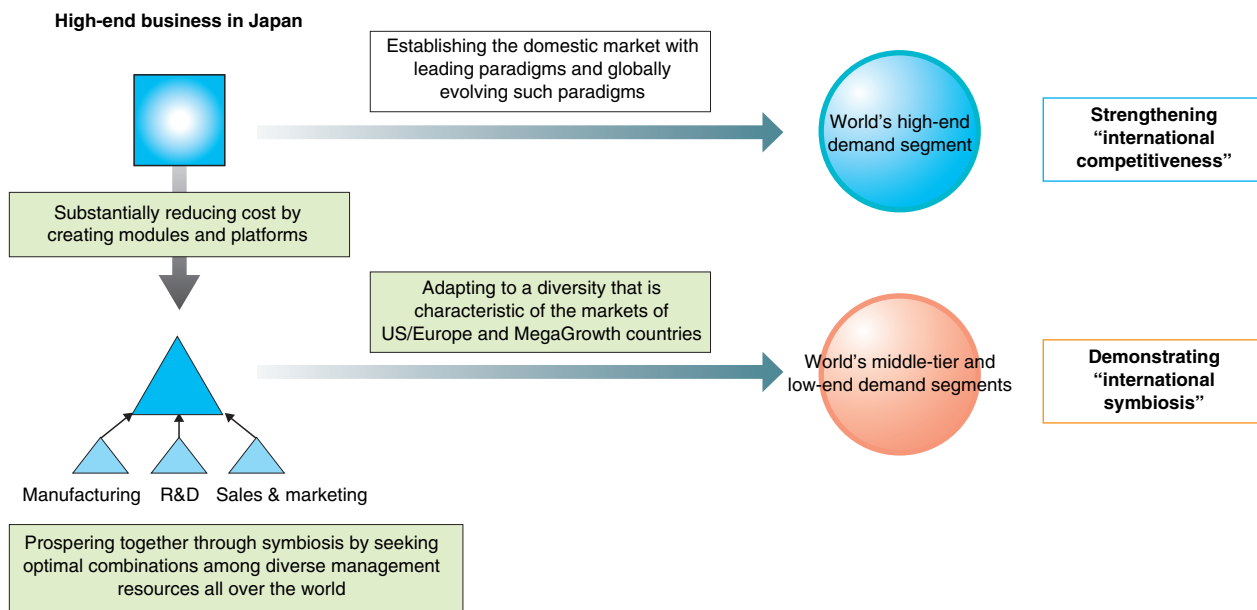 High-end business in Japan
Establishing the domestic market with
leading paradigms and globally
evolving such paradigms
World's high-end
demand segment
Strengthening
“international
competitiveness”
Substantially reducing cost by
creating modules and platforms
Adapting to a diversity that is
characteristic of the markets of
US/Europe and MegaGrowth countries
World's middle-tier and
low-end demand segments
Demonstrating
“international
symbiosis”
Manufacturing R&D Sales & marketing
Prospering together through symbiosis by seeking
optimal combinations among diverse management
resources all over the world